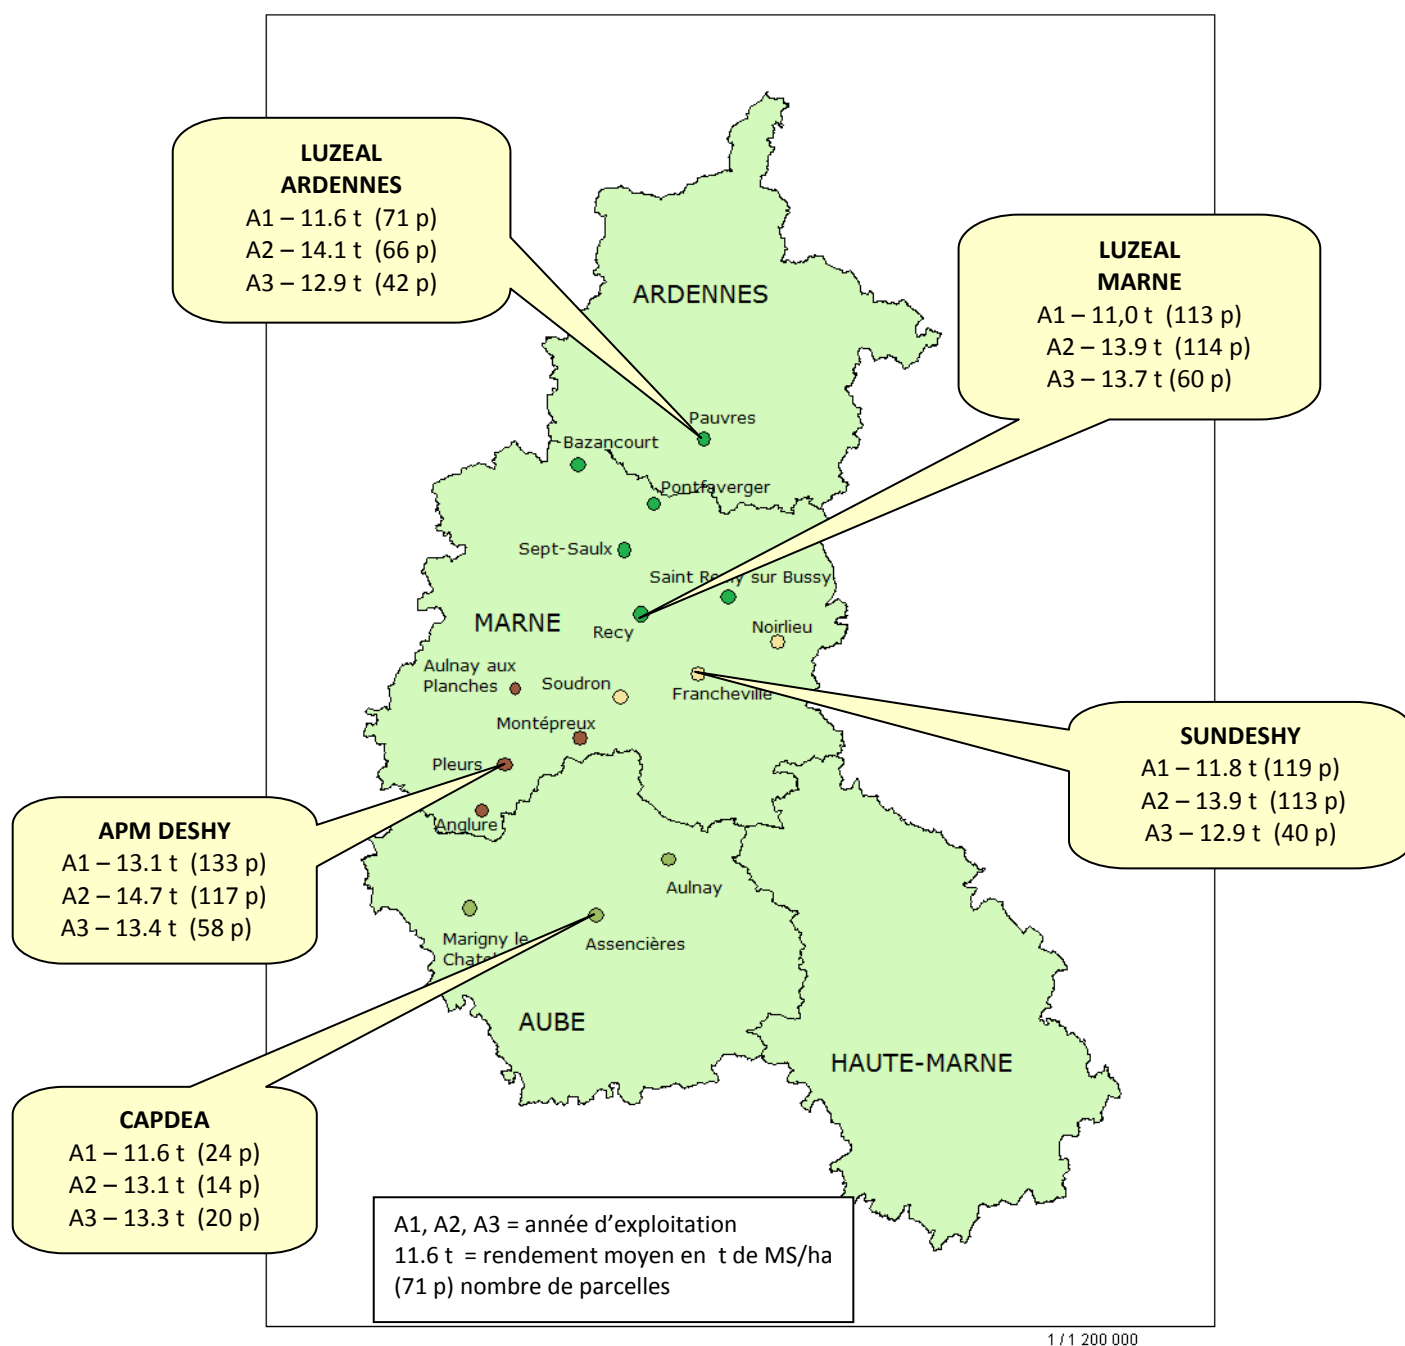 LUZEAL
ARDENNES
A1 – 11.6 t (71 p)
A2 – 14.1 t (66 p)
A3 – 12.9 t (42 p)
LUZEAL
MARNE
A1 – 11,0 t (113 p)
A2 – 13.9 t (114 p)
A3 – 13.7 t (60 p)
ARDENNES
Pauvres
Bazancourt
Pontfaverger
Sept-Saulx
Saint Remy sur Bussy
MARNE
Recy
Noirlieu
Aulnay aux
Planches
Soudron
Francheville
Montépreux
Pleurs
Anglure
SUNDESHY
A1 – 11.8 t (119 p)
A2 – 13.9 t (113 p)
A3 – 12.9 t (40 p)
APM DESHY
A1 – 13.1 t (133 p)
A2 – 14.7 t (117 p)
A3 – 13.4 t (58 p)
Aulnay
Marigny le
Assencières
AUBE
HAUTE-MARNE
CAPDEA
A1 – 11.6 t (24 p)
A2 – 13.1 t (14 p)
A3 – 13.3 t (20 p)
A1, A2, A3 = année d'exploitation
11.6 t = rendement moyen en t de MS/ha
(71 p) nombre de parcelles
1 / 1 200 000